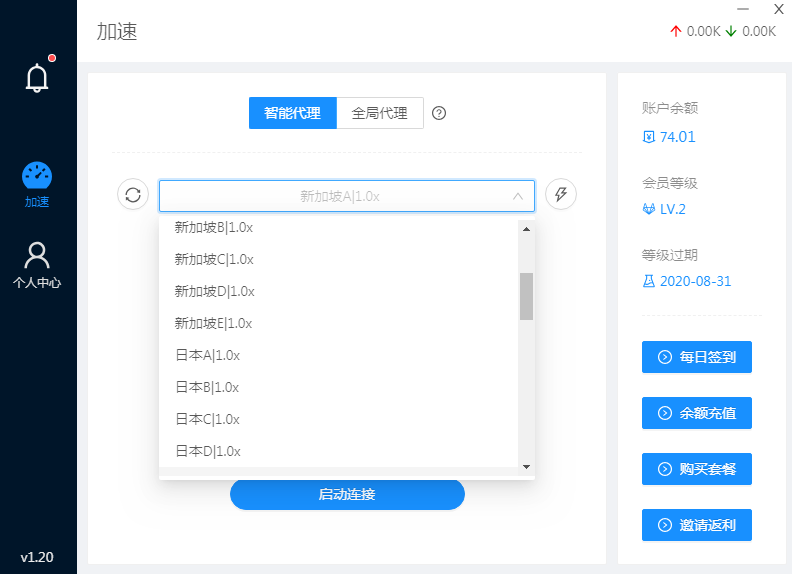 加速
0.00K
0.00K
加速
个人中心
v1.20
智能代理
全局代理
新加坡A|1.0x
新加坡B|1.0x
新加坡C|1.0x
新加坡D|1.0x
新加坡E|1.0x
日本A|1.0x
日本B|1.0x
日本C|1.0x
日本D|1.0x
启动连接
账户余额
74.01
会员等级
LV.2
等级过期
2020-08-31
每日签到
余额充值
购买套餐
邀请返利